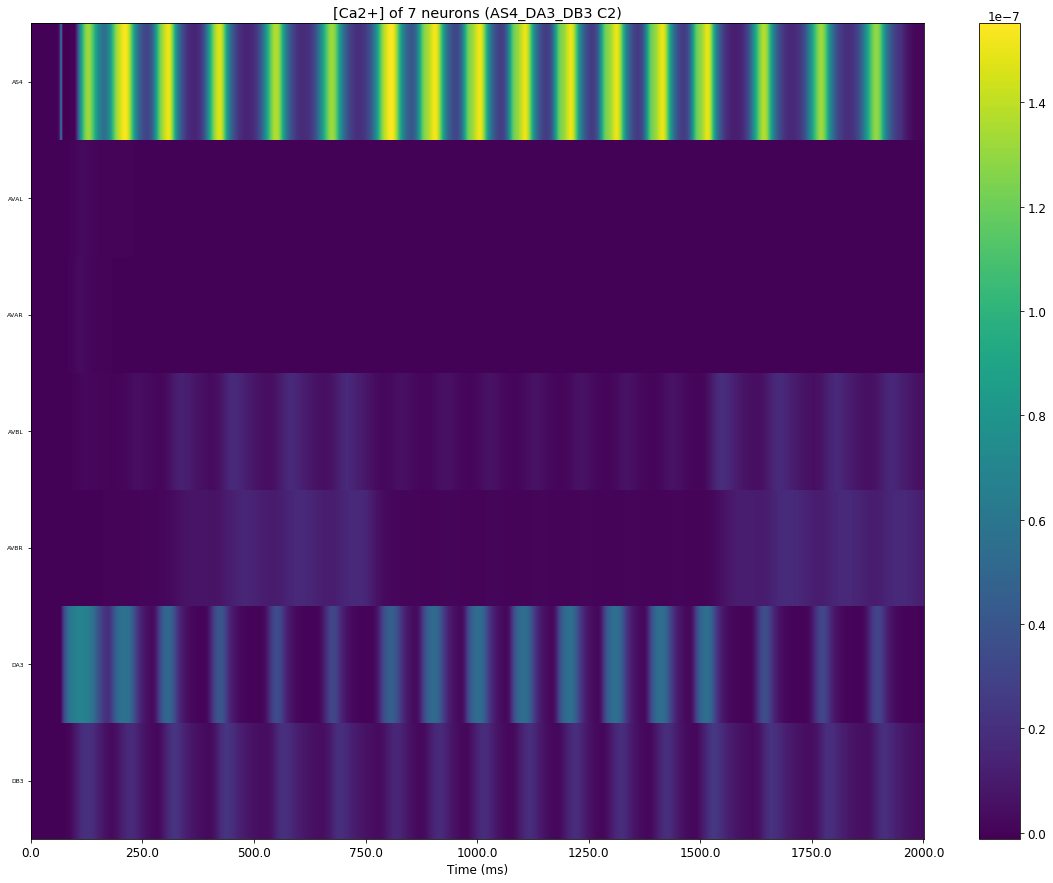 [Ca2+] of 7 neurons (AS4_DA3_DB3 C2)
1e−7
AS4
AVAL
AVAR
AVBL
AVBR
DA3
DB3
1.4
1.2
1.0
0.8
0.6
0.4
0.2
0.0
0.0 250.0 500.0 750.0 1000.0 1250.0 1500.0 1750.0 2000.0
Time (ms)